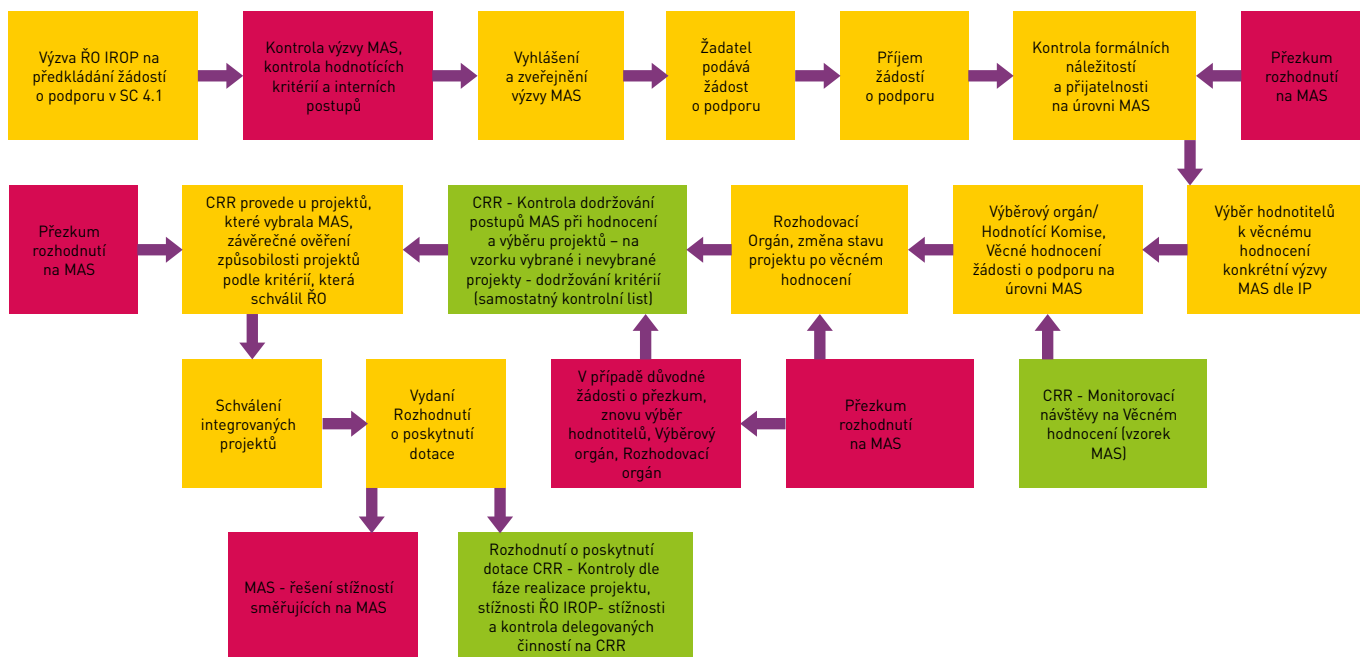 Výzva ŘO IROP na
předkládání žádostí
o podporu v SC 4.1
Kontrola výzvy MAS,
kontrola hodnotících
kritérií a interních
postupů
Vyhlášení
a zveřejnění
výzvy MAS
Žadatel
podává
žádost
o podporu
Příjem
žádostí
o podporu
Kontrola formálních
náležitostí
a přijatelnosti
na úrovni MAS
Přezkum
rozhodnutí
na MAS
Přezkum
rozhodnutí
na MAS
CRR provede u projektů,
které vybrala MAS,
závěrečné ověření
způsobilosti projektů
podle kritérií, která
schválil ŘO
CRR - Kontrola dodržování
postupů MAS při hodnocení
a výběru projektů – na
vzorku vybrané i nevybrané
projekty - dodržování kritérií
(samostatný kontrolní list)
Rozhodovací
Orgán, změna stavu
projektu po věcném
hodnocení
Výběrový orgán/
Hodnotící Komise,
Věcné hodnocení
žádosti o podporu na
úrovni MAS
Výběr hodnotitelů
k věcnému
hodnocení
konkrétní výzvy
MAS dle IP
Schválení
integrovaných
projektů
Vydaní
Rozhodnutí
o poskytnutí
dotace
V případě důvodné
žádosti o přezkum,
znovu výběr
hodnotitelů, Výběrový
orgán, Rozhodovací
orgán
Přezkum
rozhodnutí
na MAS
CRR - Monitorovací
návštěvy na Věcném
hodnocení (vzorek
MAS)
MAS - řešení stížností
směřujících na MAS
Rozhodnutí o poskytnutí
dotace CRR - Kontroly dle
fáze realizace projektu,
stížnosti ŘO IROP- stížnosti
a kontrola delegovaných
činností na CRR